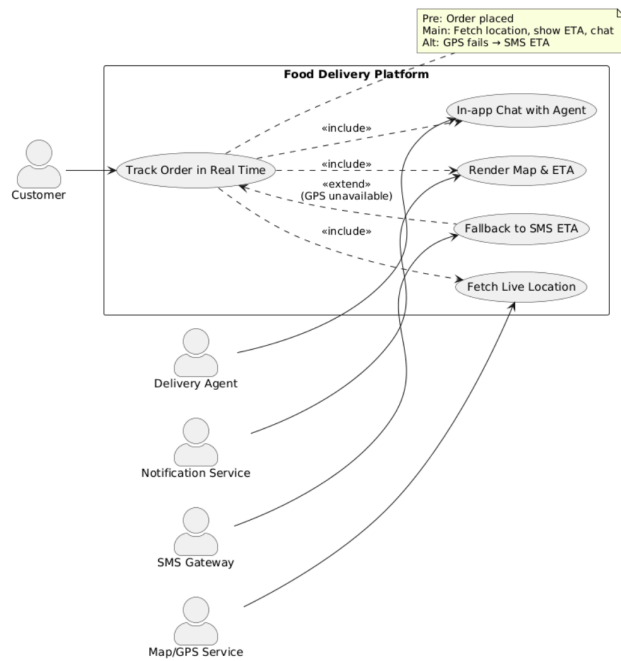 Pre: Order placed
Main: Fetch location, show ETA, chat
Alt: GPS fails → SMS ETA
Food Delivery Platform
In-app Chat with Agent
«include»
Customer
Track Order in Real Time
«include»
Render Map & ETA
«extend»
(GPS unavailable)
Fallback to SMS ETA
«include»
Fetch Live Location
Delivery Agent
Notification Service
SMS Gateway
Map/GPS Service